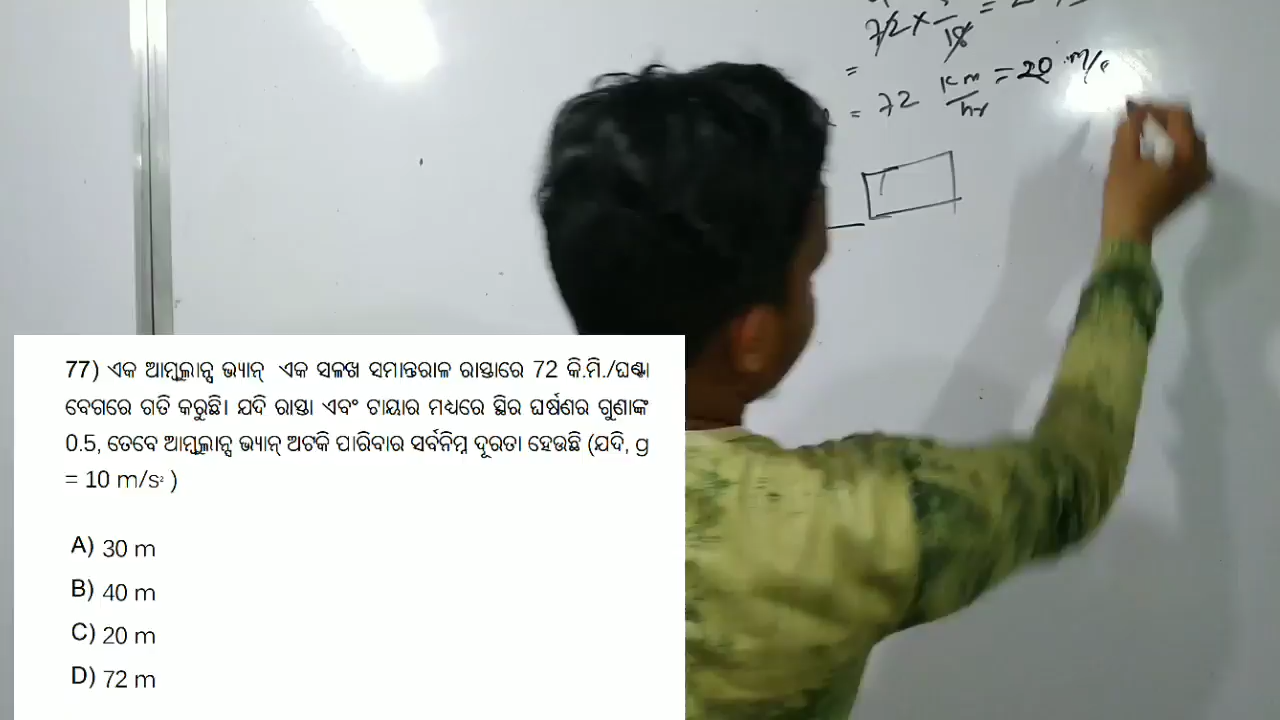 72 × 5/18 = 2
= 72 km/hr = 20 m/s
77) ଏକ ଆମ୍ବୁଲାନ୍ସ ଭ୍ୟାନ୍ ଏକ ସଳଖ ସମାନ୍ତରାଳ ରାସ୍ତାରେ 72 କି.ମି./ଘଣ୍ଟା
ବେଗରେ ଗତି କରୁଛି। ଯଦି ରାସ୍ତା ଏବଂ ଟାୟାର ମଧ୍ୟରେ ସ୍ଥିର ଘର୍ଷଣର ଗୁଣାଙ୍କ
0.5, ତେବେ ଆମ୍ବୁଲାନ୍ସ ଭ୍ୟାନ୍ ଅଟକି ପାରିବାର ସର୍ବନିମ୍ନ ଦୂରତା ହେଉଛି (ଯଦି, g
= 10 m/s² )
A) 30 m
B) 40 m
C) 20 m
D) 72 m